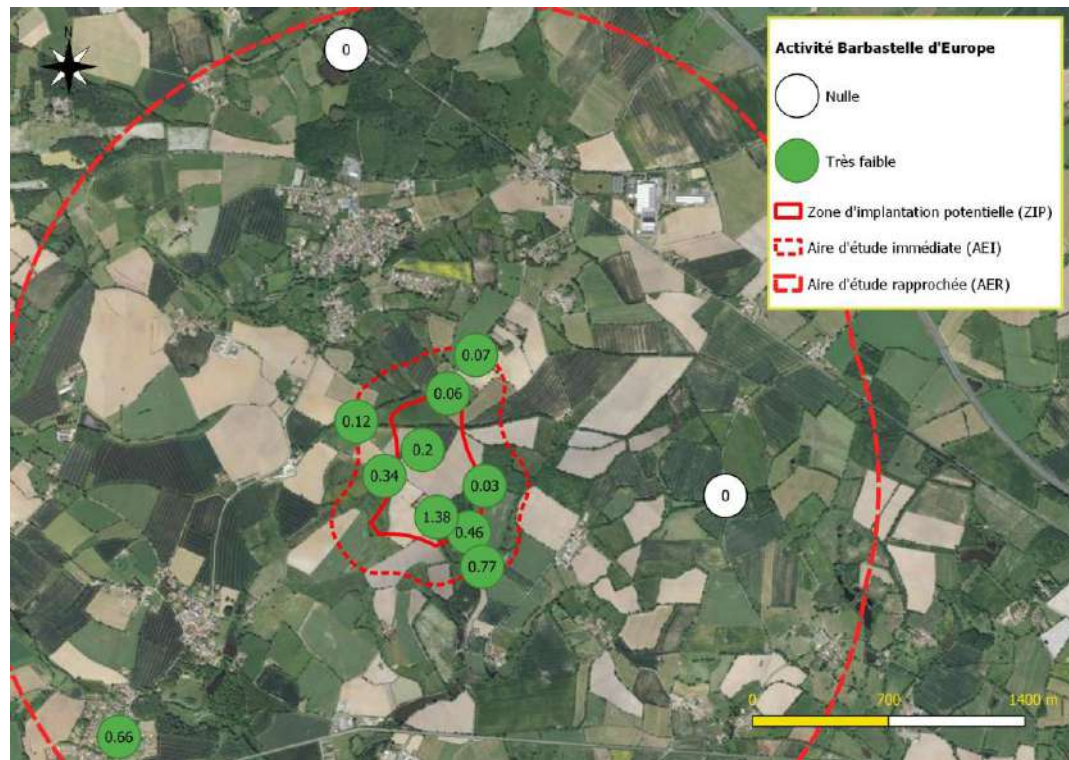 N
0
Activité Barbastelle d'Europe
Nulle
Très faible
Zone d'implantation potentielle (ZIP)
Aire d'étude immédiate (AEI)
Aire d'étude rapprochée (AER)
0.07
0.06
0.12
0.2
0.34
0.03
0
1.38
0.46
0.77
0 700 1400 m
0.66